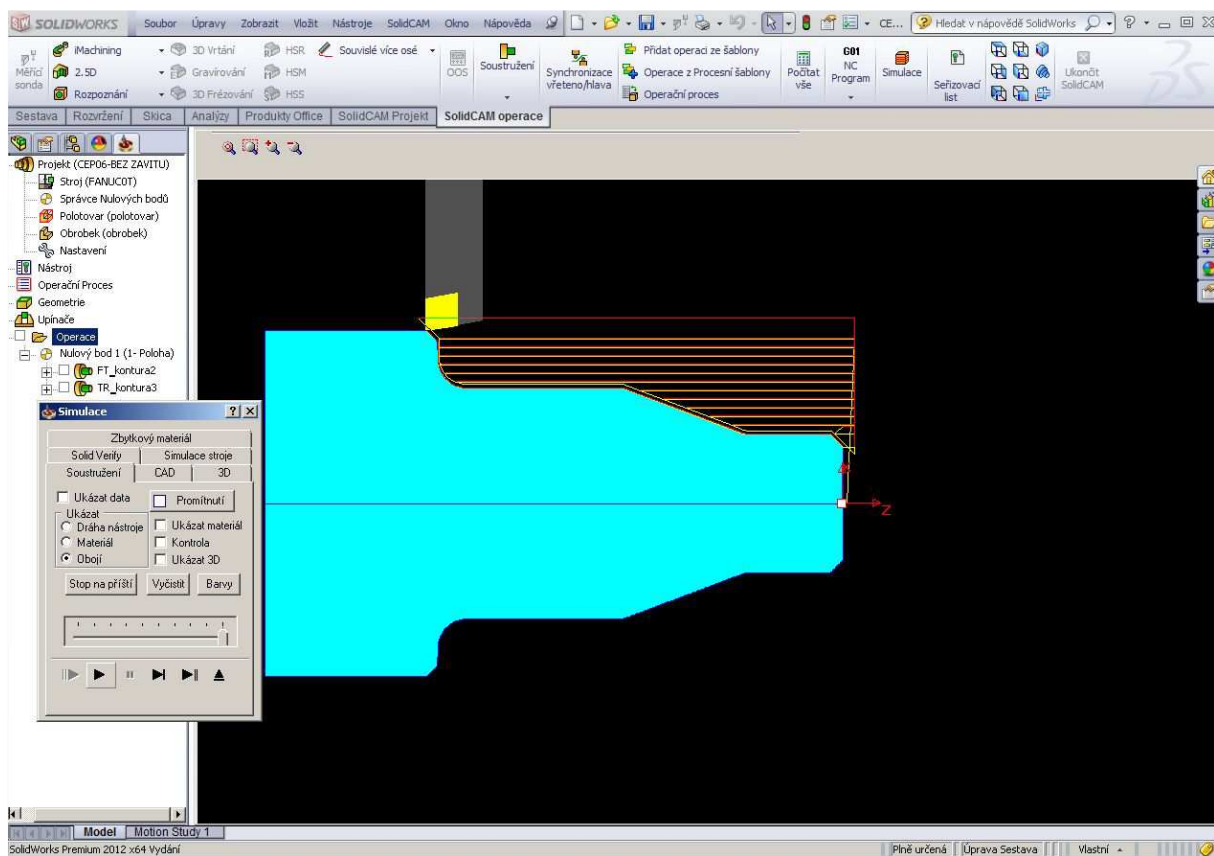 SOLIDWORKS Soubor Úpravy Zobrazit Vložit Nástroje SolidCAM Okno Nápověda CE... Hledat v nápovědě SolidWorks
Měřící sonda
iMachining
2.5D
Rozpoznání
3D Vrtání
Gravírování
3D Frézování
HSR
HSM
HSS
Souvislé více osé
OOS
Soustružení
Synchronizace
vřeteno/hlava
Přidat operaci ze šablony
Operace z Procesní šablony
Operační proces
Počítat
vše
G01
NC
Program
Simulace
Seřizovací
list
Ukončit
SolidCAM
Sestava Rozvržení Skica Analýzy Produkty Office SolidCAM Projekt SolidCAM operace
Projekt (CEP06-BEZ ZAVITU)
Stroj (FANUC0T)
Správce Nulových bodů
Polotovar (polotovar)
Obrobek (obrobek)
Nastavení
Nástroj
Operační Proces
Geometrie
Upínače
Operace
Nulový bod 1 (1- Poloha)
FT_kontura2
TR_kontura3
Simulace
Zbytkový materiál
Solid Verify Simulace stroje
Soustružení CAD 3D
Ukázat data Promítnutí
Ukázat
Dráha nástroje
Materiál
Obojí
Ukázat materiál
Kontrola
Ukázat 3D
Stop na příští Vyčistit Barvy
Z
Model Motion Study 1
SolidWorks Premium 2012 x64 Vydání Plně určená Úprava Sestava Vlastní